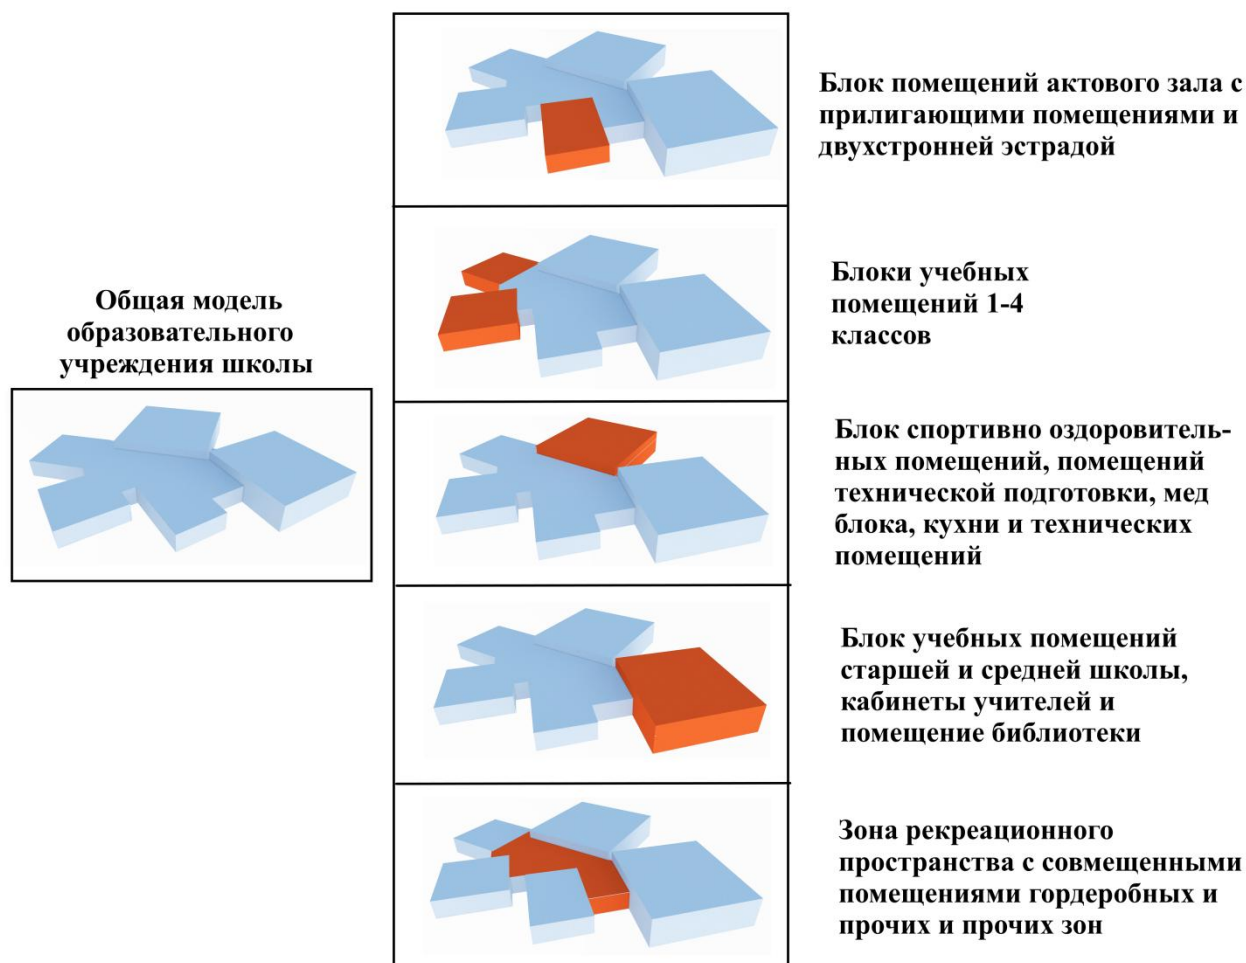 Общая модель
образовательного
учреждения школы
Блок помещений актового зала с
прилигающими помещениями и
двухстронней эстрадой
Блоки учебных
помещений 1-4
классов
Блок спортивно оздоровитель-
ных помещений, помещений
технической подготовки, мед
блока, кухни и технических
помещений
Блок учебных помещений
старшей и средней школы,
кабинеты учителей и
помещение библиотеки
Зона рекреационного
пространства с совмещенными
помещениями гордеробных и
прочих и прочих зон